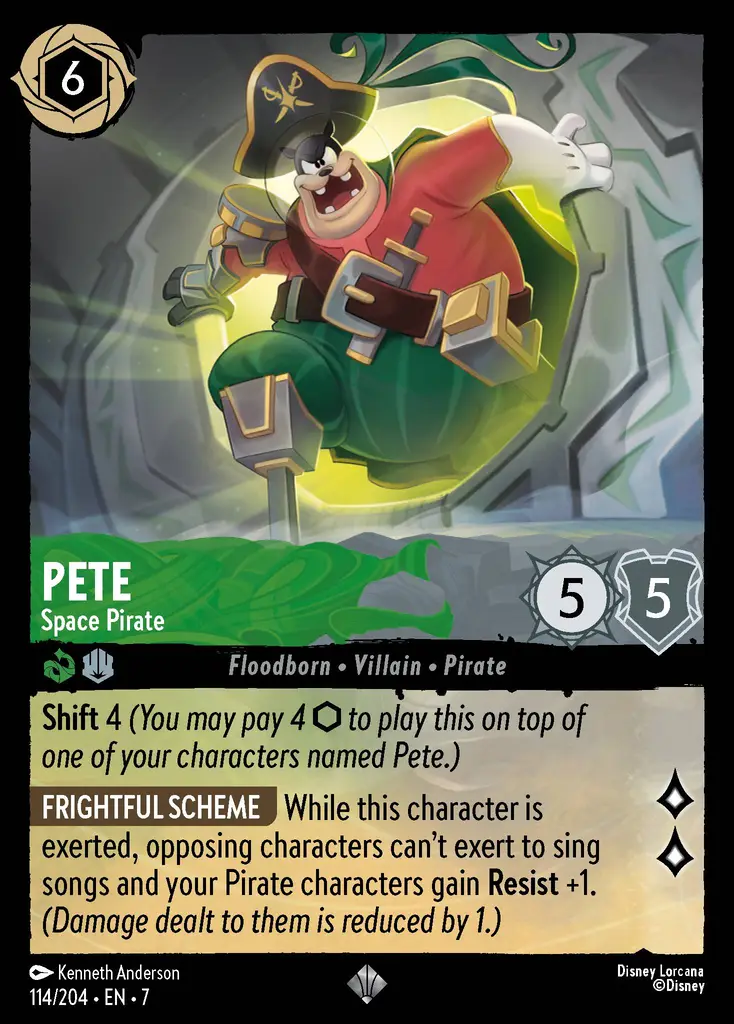 6
PETE
Space Pirate
5 5
Floodborn • Villain • Pirate
Shift 4 (You may pay 4 ⬡ to play this on top of
one of your characters named Pete.)
FRIGHTFUL SCHEME While this character is
exerted, opposing characters can't exert to sing
songs and your Pirate characters gain Resist +1.
(Damage dealt to them is reduced by 1.)
Kenneth Anderson
114/204 • EN • 7
Disney Lorcana
©Disney